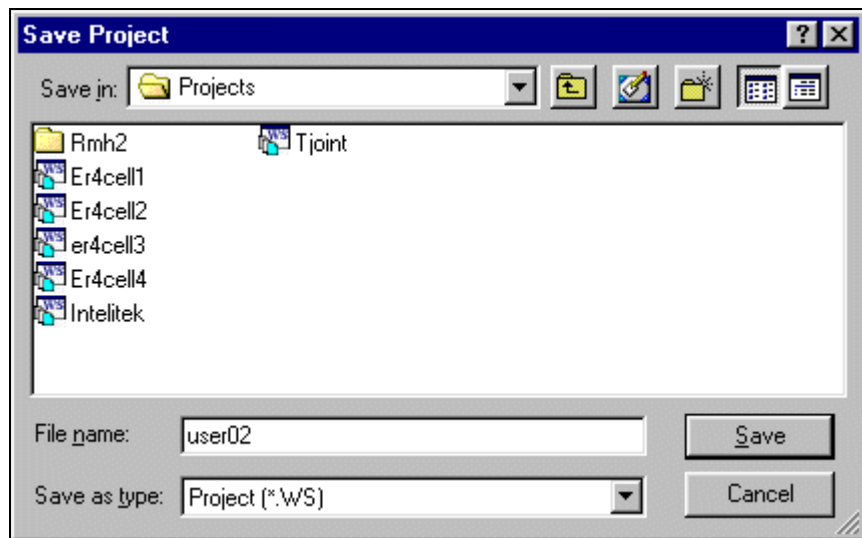 Save Project
Save in: Projects
Rmh2 Tjoint
Er4cell1
Er4cell2
er4cell3
Er4cell4
Intelitek
File name: user02 Save
Save as type: Project (*.WS) Cancel